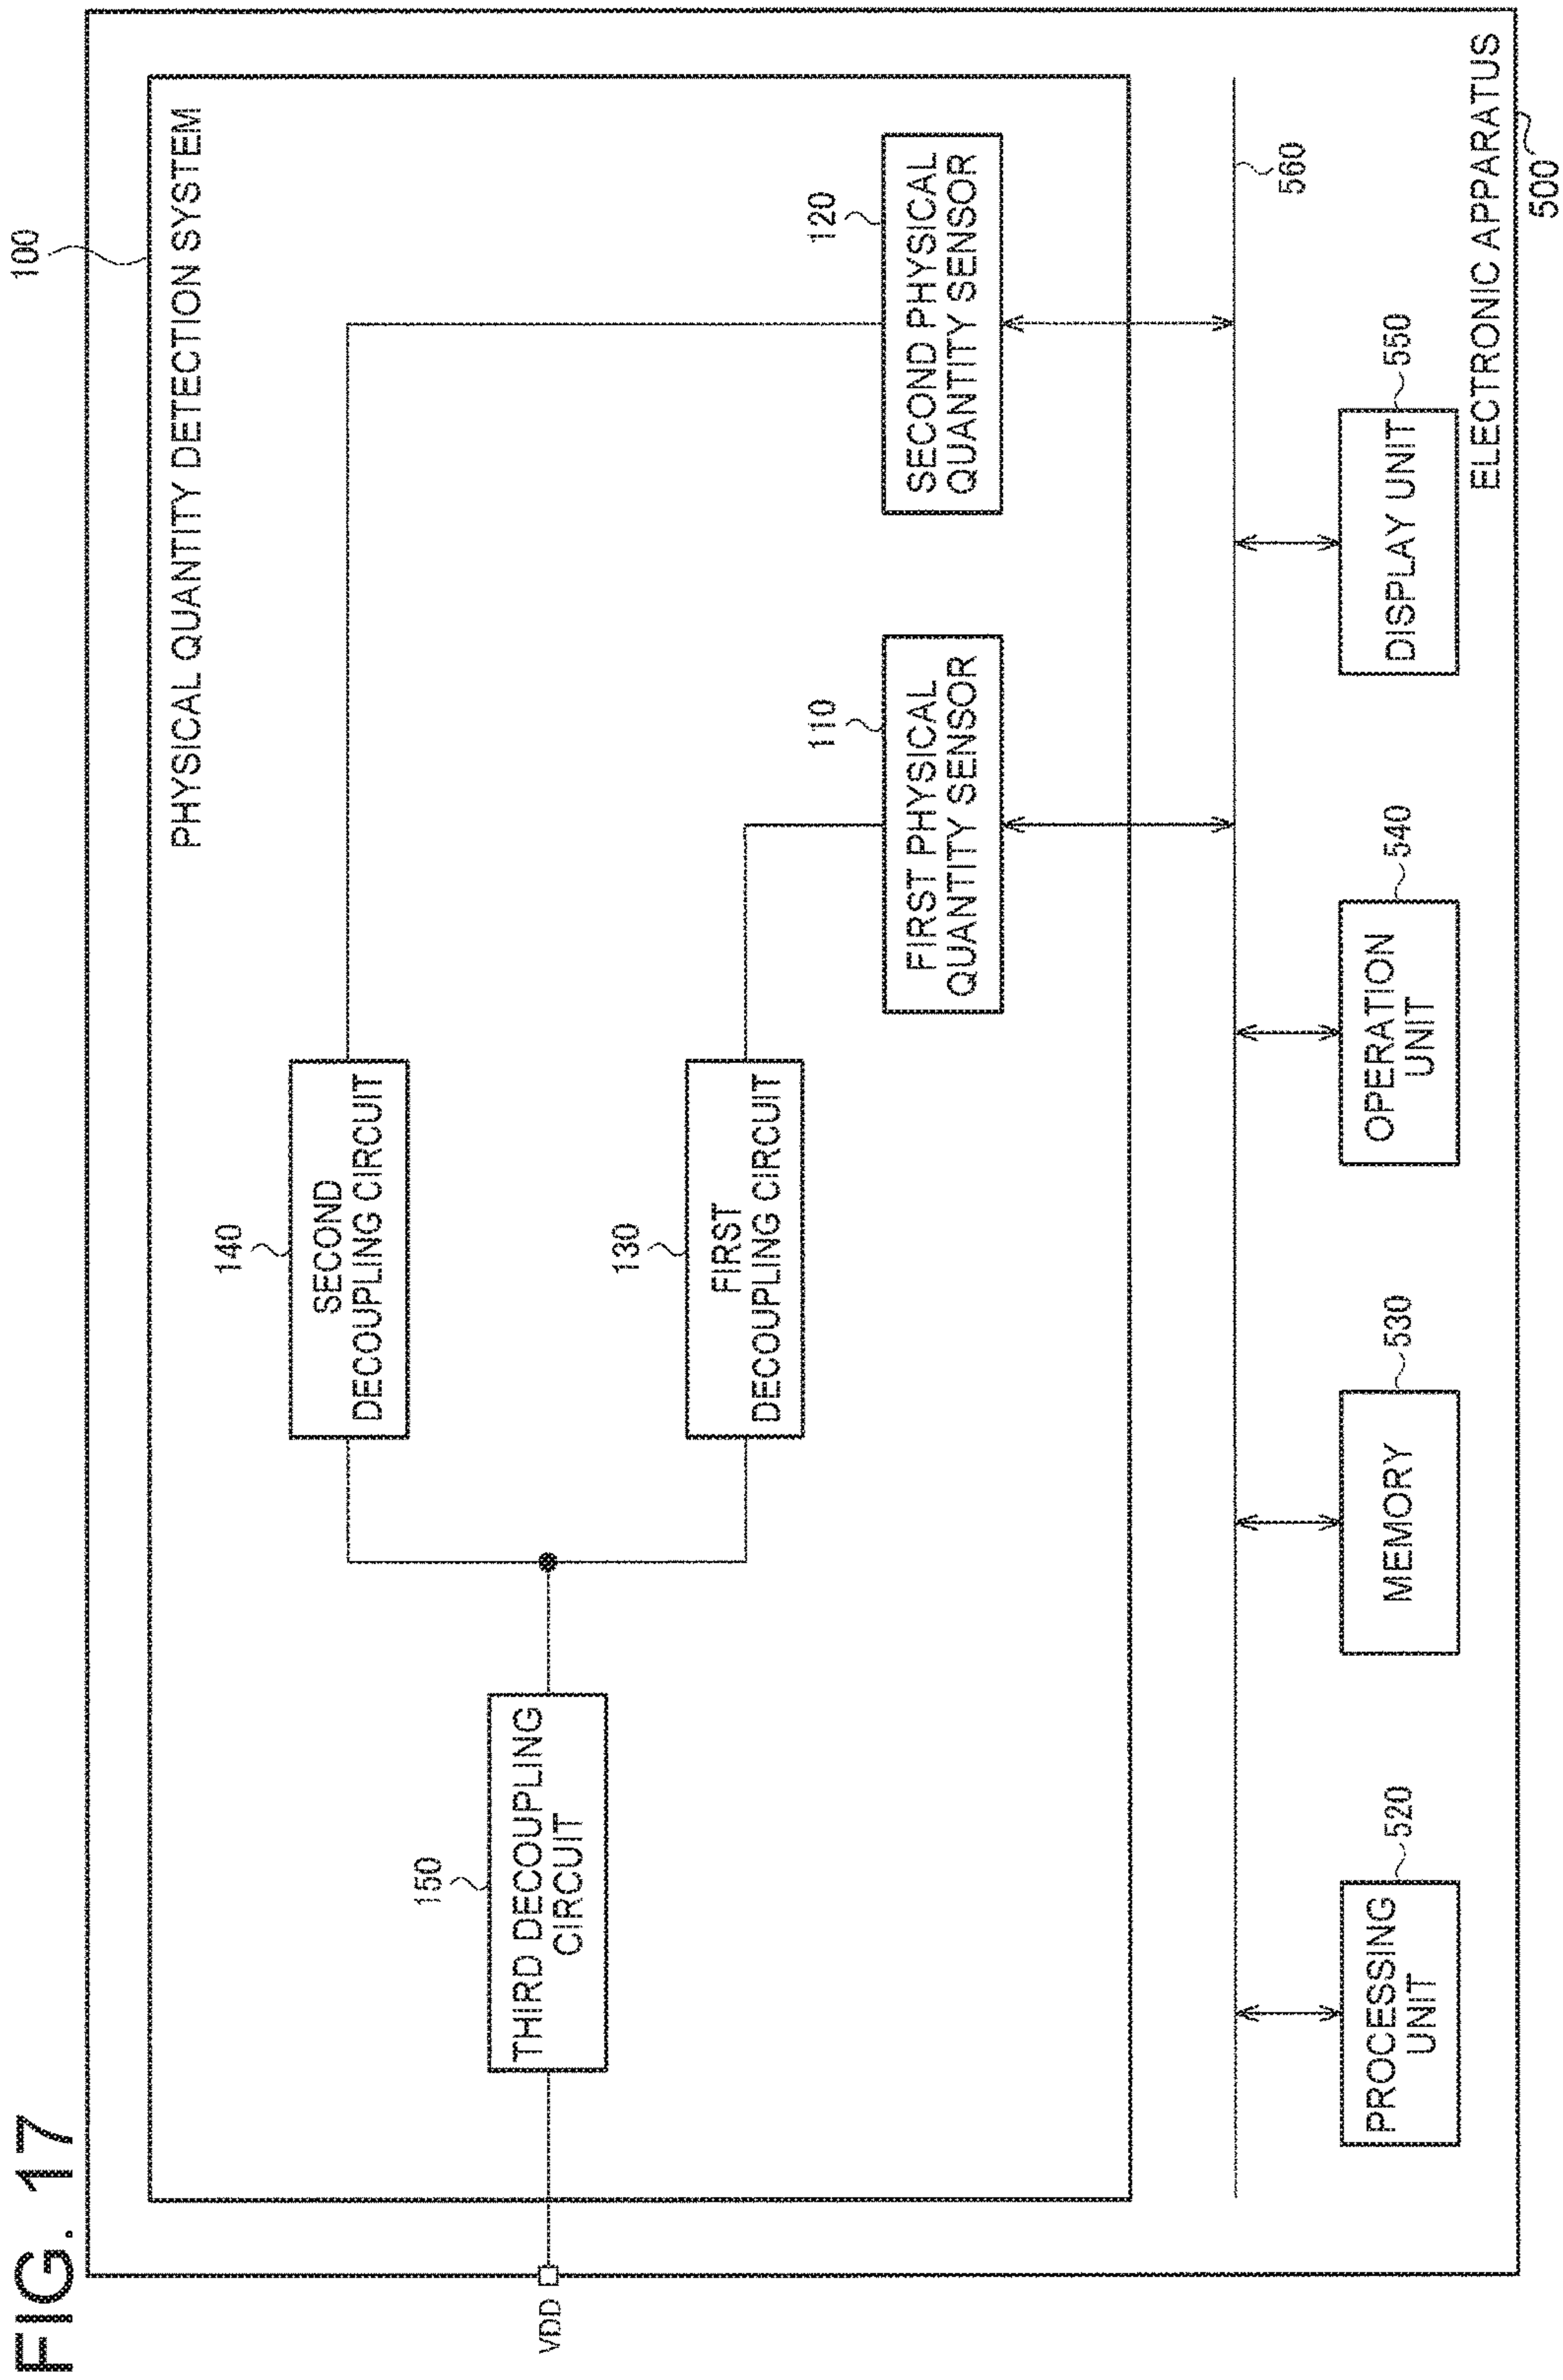 FIG. 17
100
PHYSICAL QUANTITY DETECTION SYSTEM
140
SECOND
DECOUPLING CIRCUIT
150
THIRD DECOUPLING
CIRCUIT
VDD
130
FIRST
DECOUPLING CIRCUIT
110
FIRST PHYSICAL
QUANTITY SENSOR
120
SECOND PHYSICAL
QUANTITY SENSOR
560
520
PROCESSING
UNIT
530
MEMORY
540
OPERATION
UNIT
550
DISPLAY UNIT
ELECTRONIC APPARATUS
500